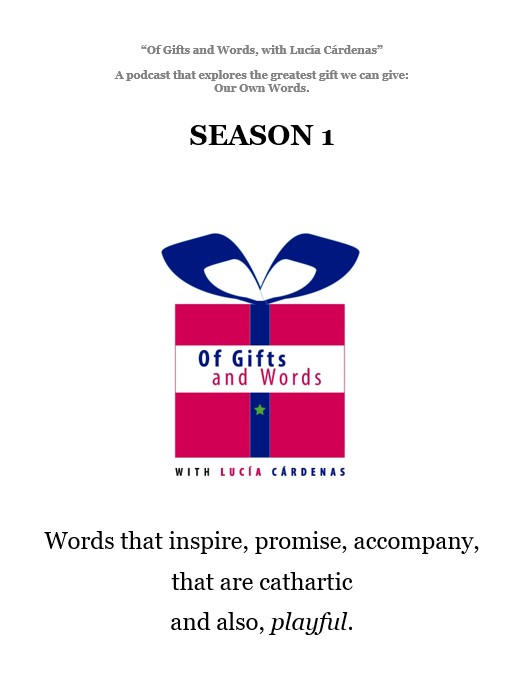 “Of Gifts and Words, with Lucía Cárdenas”
A podcast that explores the greatest gift we can give:
Our Own Words.
SEASON 1
Of Gifts
and Words
WITH LUCÍA CÁRDENAS
Words that inspire, promise, accompany,
that are cathartic
and also, playful.